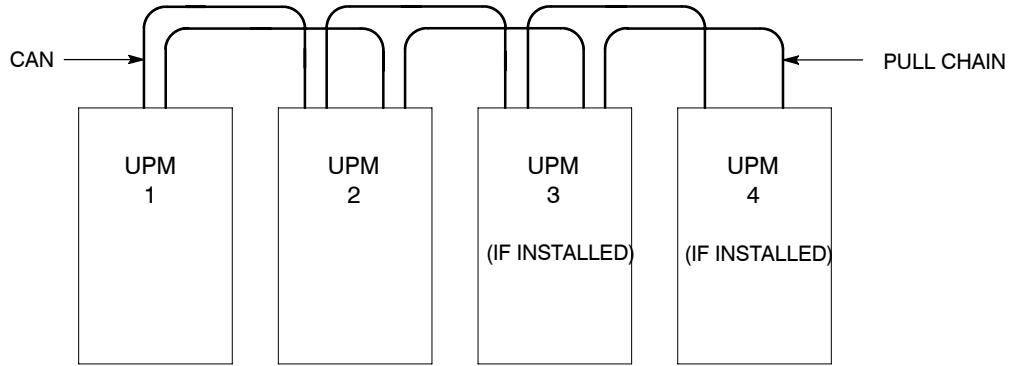 CAN
PULL CHAIN
UPM
1
UPM
2
UPM
3
(IF INSTALLED)
UPM
4
(IF INSTALLED)